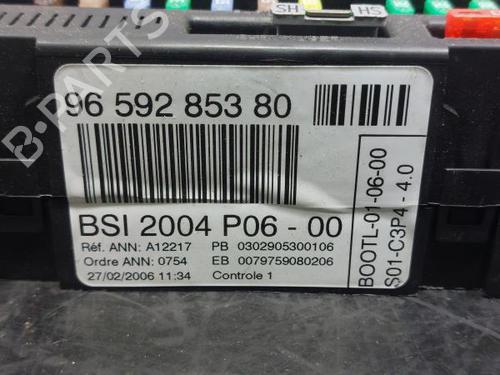 SH HS
96 592 853 80
BSI 2004 P06 - 00
Réf. ANN: A12217 PB 0302905300106
Ordre ANN: 0754 EB 0079759080206
27/02/2006 11:34 Controle 1
BOOTL-01-06-00
S01-C3P4 - 4.0
B-PARTS